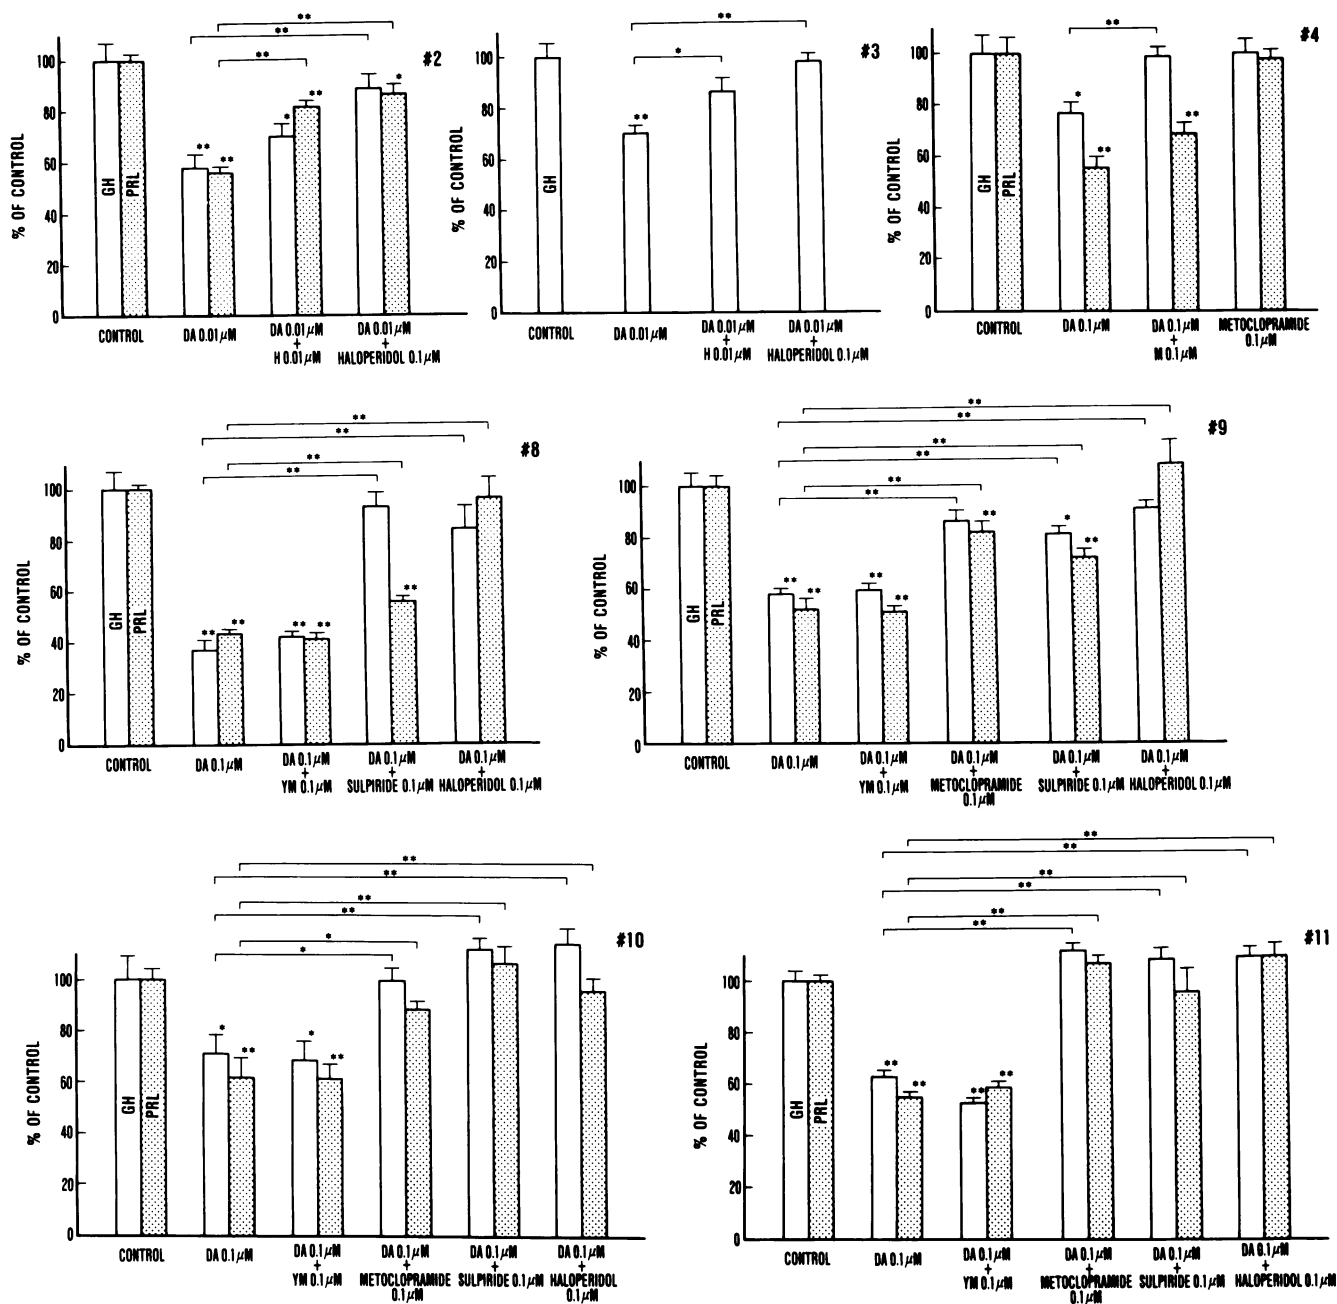 #2
% OF CONTROL
100
80
60
40
20
0
GH
PRL
** 
**
**
**
**
*
**
*
CONTROL
DA 0.01μM
DA 0.01μM
+
H 0.01μM
DA 0.01μM
+
HALOPERIDOL 0.1μM
#3
% OF CONTROL
100
80
60
40
20
0
GH
**
*
**
CONTROL
DA 0.01μM
DA 0.01μM
+
H 0.01μM
DA 0.01μM
+
HALOPERIDOL 0.1μM
#4
% OF CONTROL
100
80
60
40
20
0
GH
PRL
**
*
**
**
CONTROL
DA 0.1μM
DA 0.1μM
+
M 0.1μM
METOCLOPRAMIDE
0.1μM
#8
% OF CONTROL
100
80
60
40
20
0
GH
PRL
**
**
**
**
**
**
**
**
**
CONTROL
DA 0.1μM
DA 0.1μM
+
YM 0.1μM
DA 0.1μM
+
SULPIRIDE 0.1μM
DA 0.1μM
+
HALOPERIDOL 0.1μM
#9
% OF CONTROL
100
80
60
40
20
0
GH
PRL
**
**
**
**
**
**
**
**
**
**
**
*
**
CONTROL
DA 0.1μM
DA 0.1μM
+
YM 0.1μM
DA 0.1μM
+
METOCLOPRAMIDE
0.1μM
DA 0.1μM
+
SULPIRIDE 0.1μM
DA 0.1μM
+
HALOPERIDOL 0.1μM
#10
% OF CONTROL
100
80
60
40
20
0
GH
PRL
**
**
**
**
*
*
*
**
*
**
CONTROL
DA 0.1μM
DA 0.1μM
+
YM 0.1μM
DA 0.1μM
+
METOCLOPRAMIDE
0.1μM
DA 0.1μM
+
SULPIRIDE 0.1μM
DA 0.1μM
+
HALOPERIDOL
0.1μM
#11
% OF CONTROL
100
80
60
40
20
0
GH
PRL
**
**
**
**
**
**
**
**
**
**
CONTROL
DA 0.1μM
DA 0.1μM
+
YM 0.1μM
DA 0.1μM
+
METOCLOPRAMIDE
0.1μM
DA 0.1μM
+
SULPIRIDE 0.1μM
DA 0.1μM
+
HALOPERIDOL 0.1μM